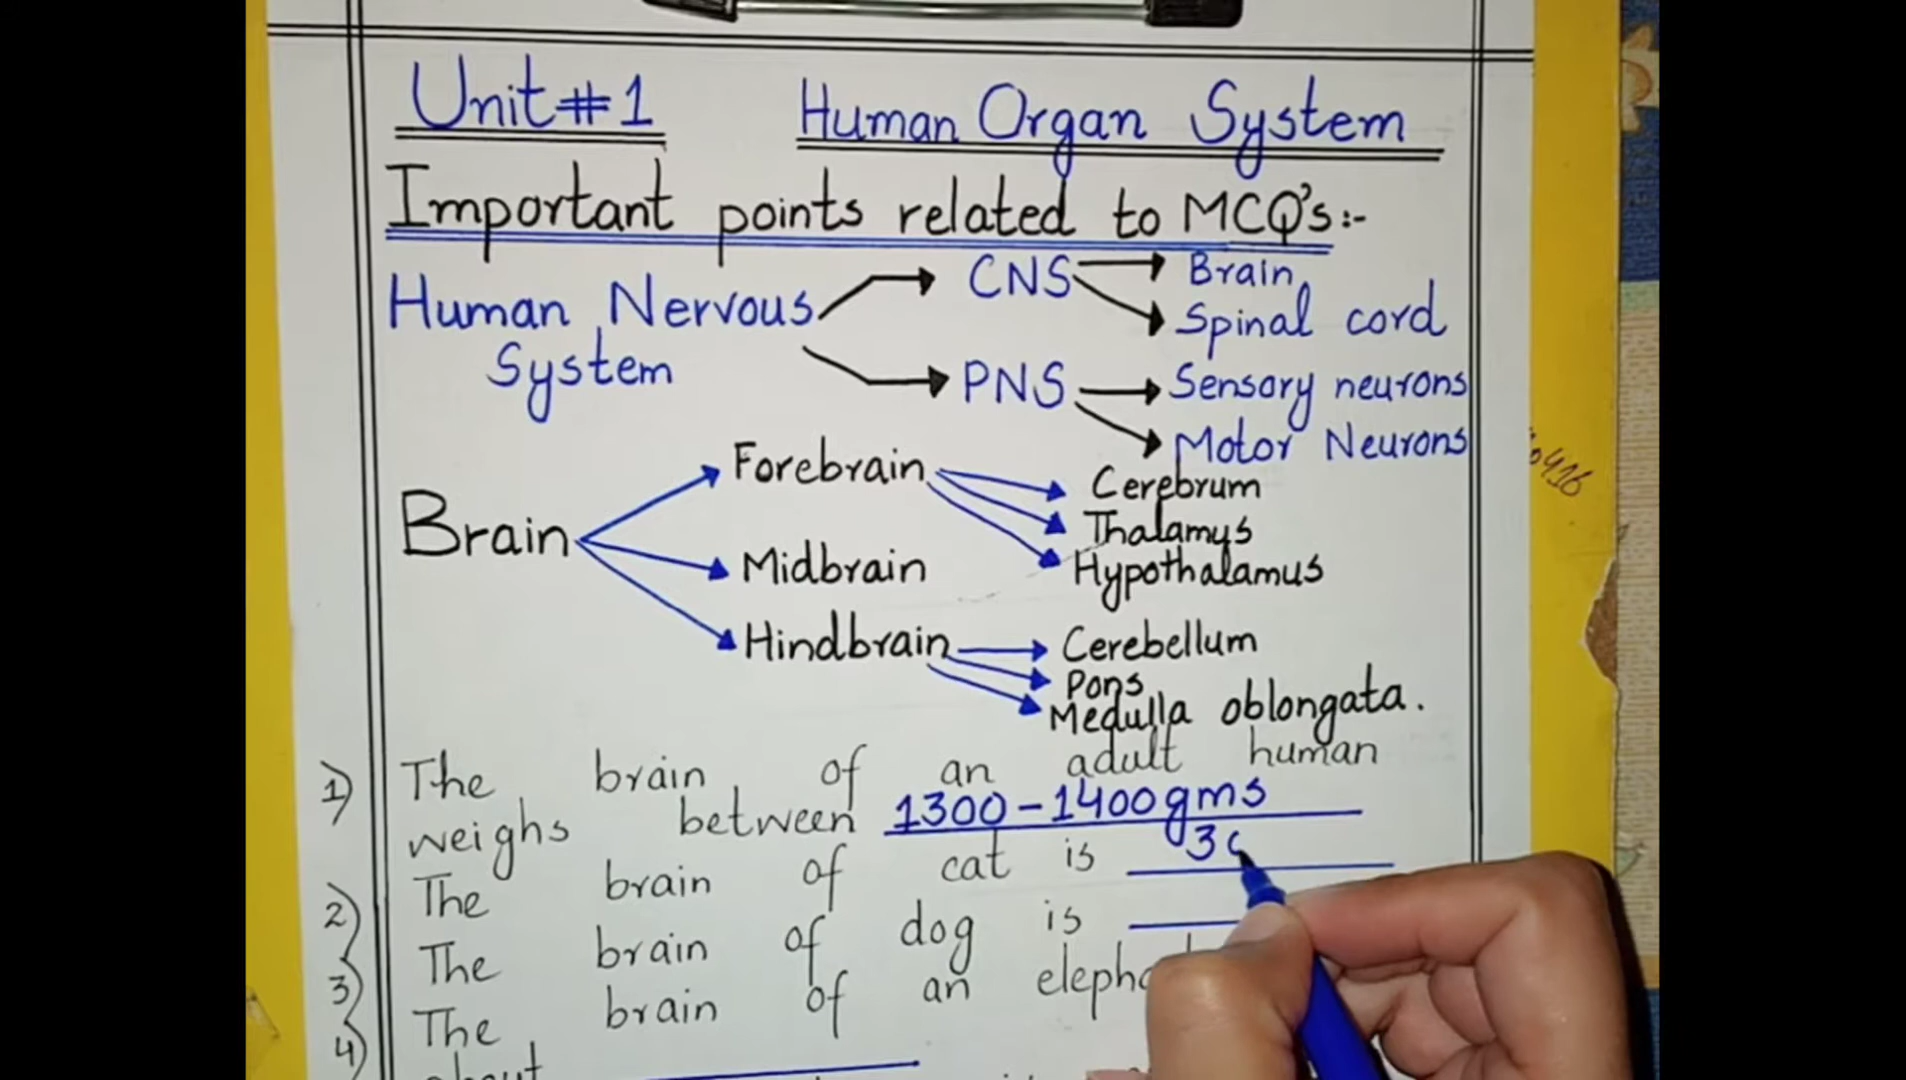 Unit#1 Human Organ System
Important points related to MCQ's:-
Human Nervous System
CNS
Brain
Spinal cord
PNS
Sensory neurons
Motor Neurons
Brain
Forebrain
Cerebrum
Thalamys
Hypothalamus
Midbrain
Hindbrain
Cerebellum
Pons
Medulla oblongata.
1) The brain of an adult human
weighs between 1300-1400gms
2) The brain of cat is 3
3) The brain of dog is
4) The brain of an
about